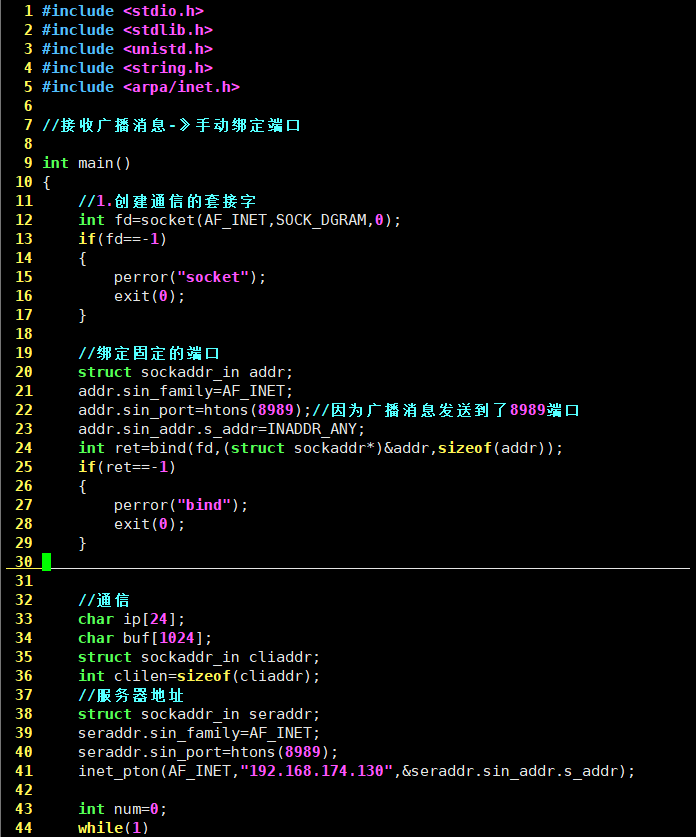 1 #include <stdio.h>
2 #include <stdlib.h>
3 #include <unistd.h>
4 #include <string.h>
5 #include <arpa/inet.h>
6
7 //接收广播消息-》手动绑定端口
8
9 int main()
10 {
11     //1.创建通信的套接字
12     int fd=socket(AF_INET,SOCK_DGRAM,0);
13     if(fd==-1)
14     {
15         perror("socket");
16         exit(0);
17     }
18
19     //绑定固定的端口
20     struct sockaddr_in addr;
21     addr.sin_family=AF_INET;
22     addr.sin_port=htons(8989);//因为广播消息发送到了8989端口
23     addr.sin_addr.s_addr=INADDR_ANY;
24     int ret=bind(fd,(struct sockaddr*)&addr,sizeof(addr));
25     if(ret==-1)
26     {
27         perror("bind");
28         exit(0);
29     }
30
31
32     //通信
33     char ip[24];
34     char buf[1024];
35     struct sockaddr_in cliaddr;
36     int clilen=sizeof(cliaddr);
37     //服务器地址
38     struct sockaddr_in seraddr;
39     seraddr.sin_family=AF_INET;
40     seraddr.sin_port=htons(8989);
41     inet_pton(AF_INET,"192.168.174.130",&seraddr.sin_addr.s_addr);
42
43     int num=0;
44     while(1)